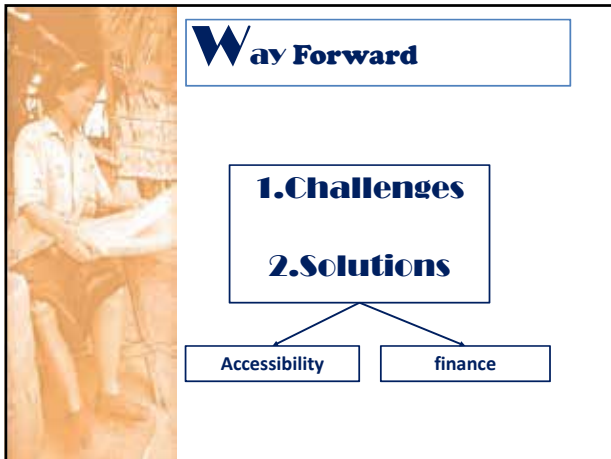 Way Forward
1.Challenges
2.Solutions
Accessibility
finance